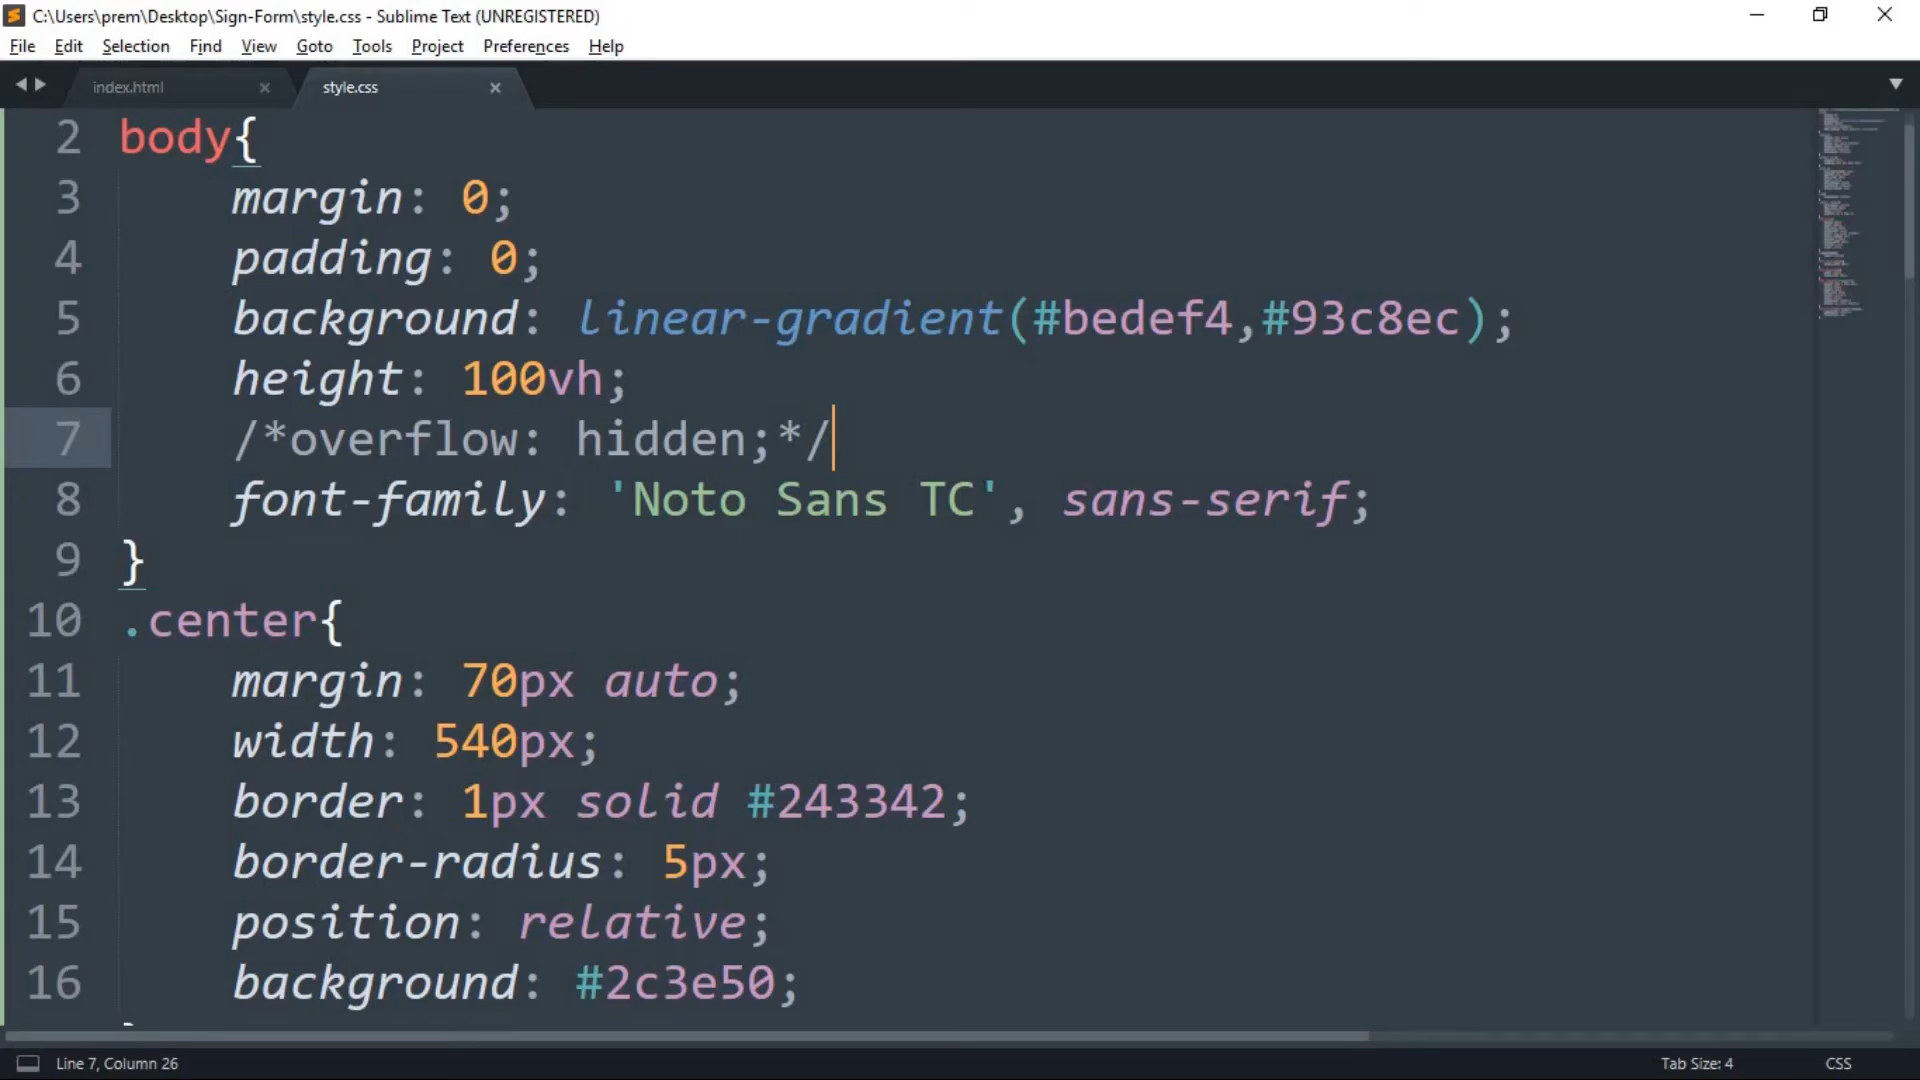 C:\Users\prem\Desktop\Sign-Form\style.css - Sublime Text (UNREGISTERED)
File Edit Selection Find View Goto Tools Project Preferences Help
index.html style.css
2 body{
3 margin: 0;
4 padding: 0;
5 background: linear-gradient(#bedef4,#93c8ec);
6 height: 100vh;
7 /*overflow: hidden;*/
8 font-family: 'Noto Sans TC', sans-serif;
9 }
10 .center{
11 margin: 70px auto;
12 width: 540px;
13 border: 1px solid #243342;
14 border-radius: 5px;
15 position: relative;
16 background: #2c3e50;
Line 7, Column 26 Tab Size: 4 CSS